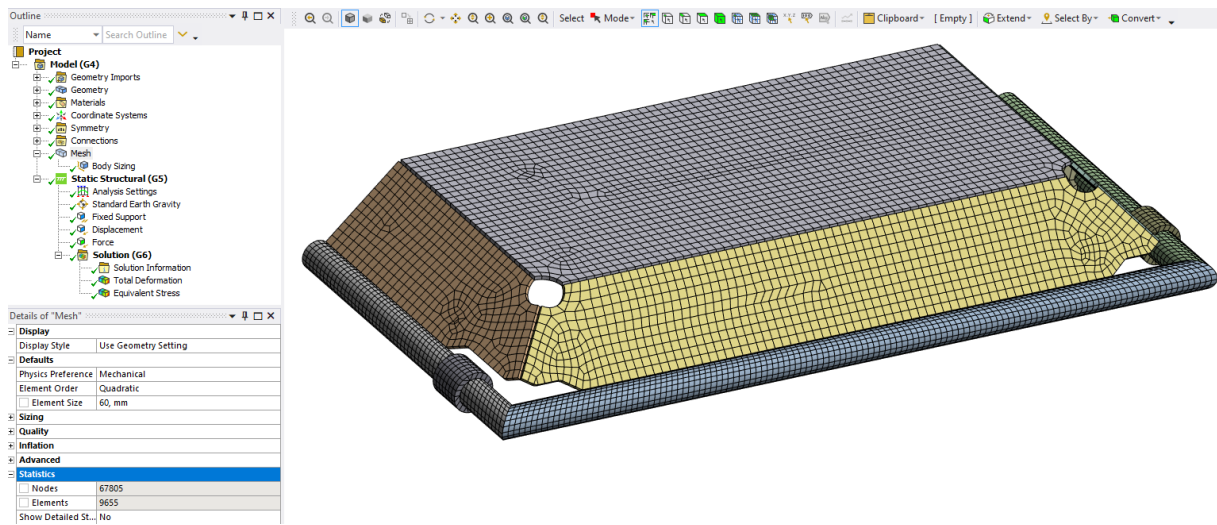 Outline
Name Search Outline
Project
Model (G4)
Geometry Imports
Geometry
Materials
Coordinate Systems
Symmetry
Connections
Mesh
Body Sizing
Static Structural (G5)
Analysis Settings
Standard Earth Gravity
Fixed Support
Displacement
Force
Solution (G6)
Solution Information
Total Deformation
Equivalent Stress
Details of "Mesh"
Display
Display Style Use Geometry Setting
Defaults
Physics Preference Mechanical
Element Order Quadratic
Element Size 60, mm
Sizing
Quality
Inflation
Advanced
Statistics
Nodes 67805
Elements 9655
Show Detailed St... No
Select Mode Clipboard [ Empty ] Extend Select By Convert